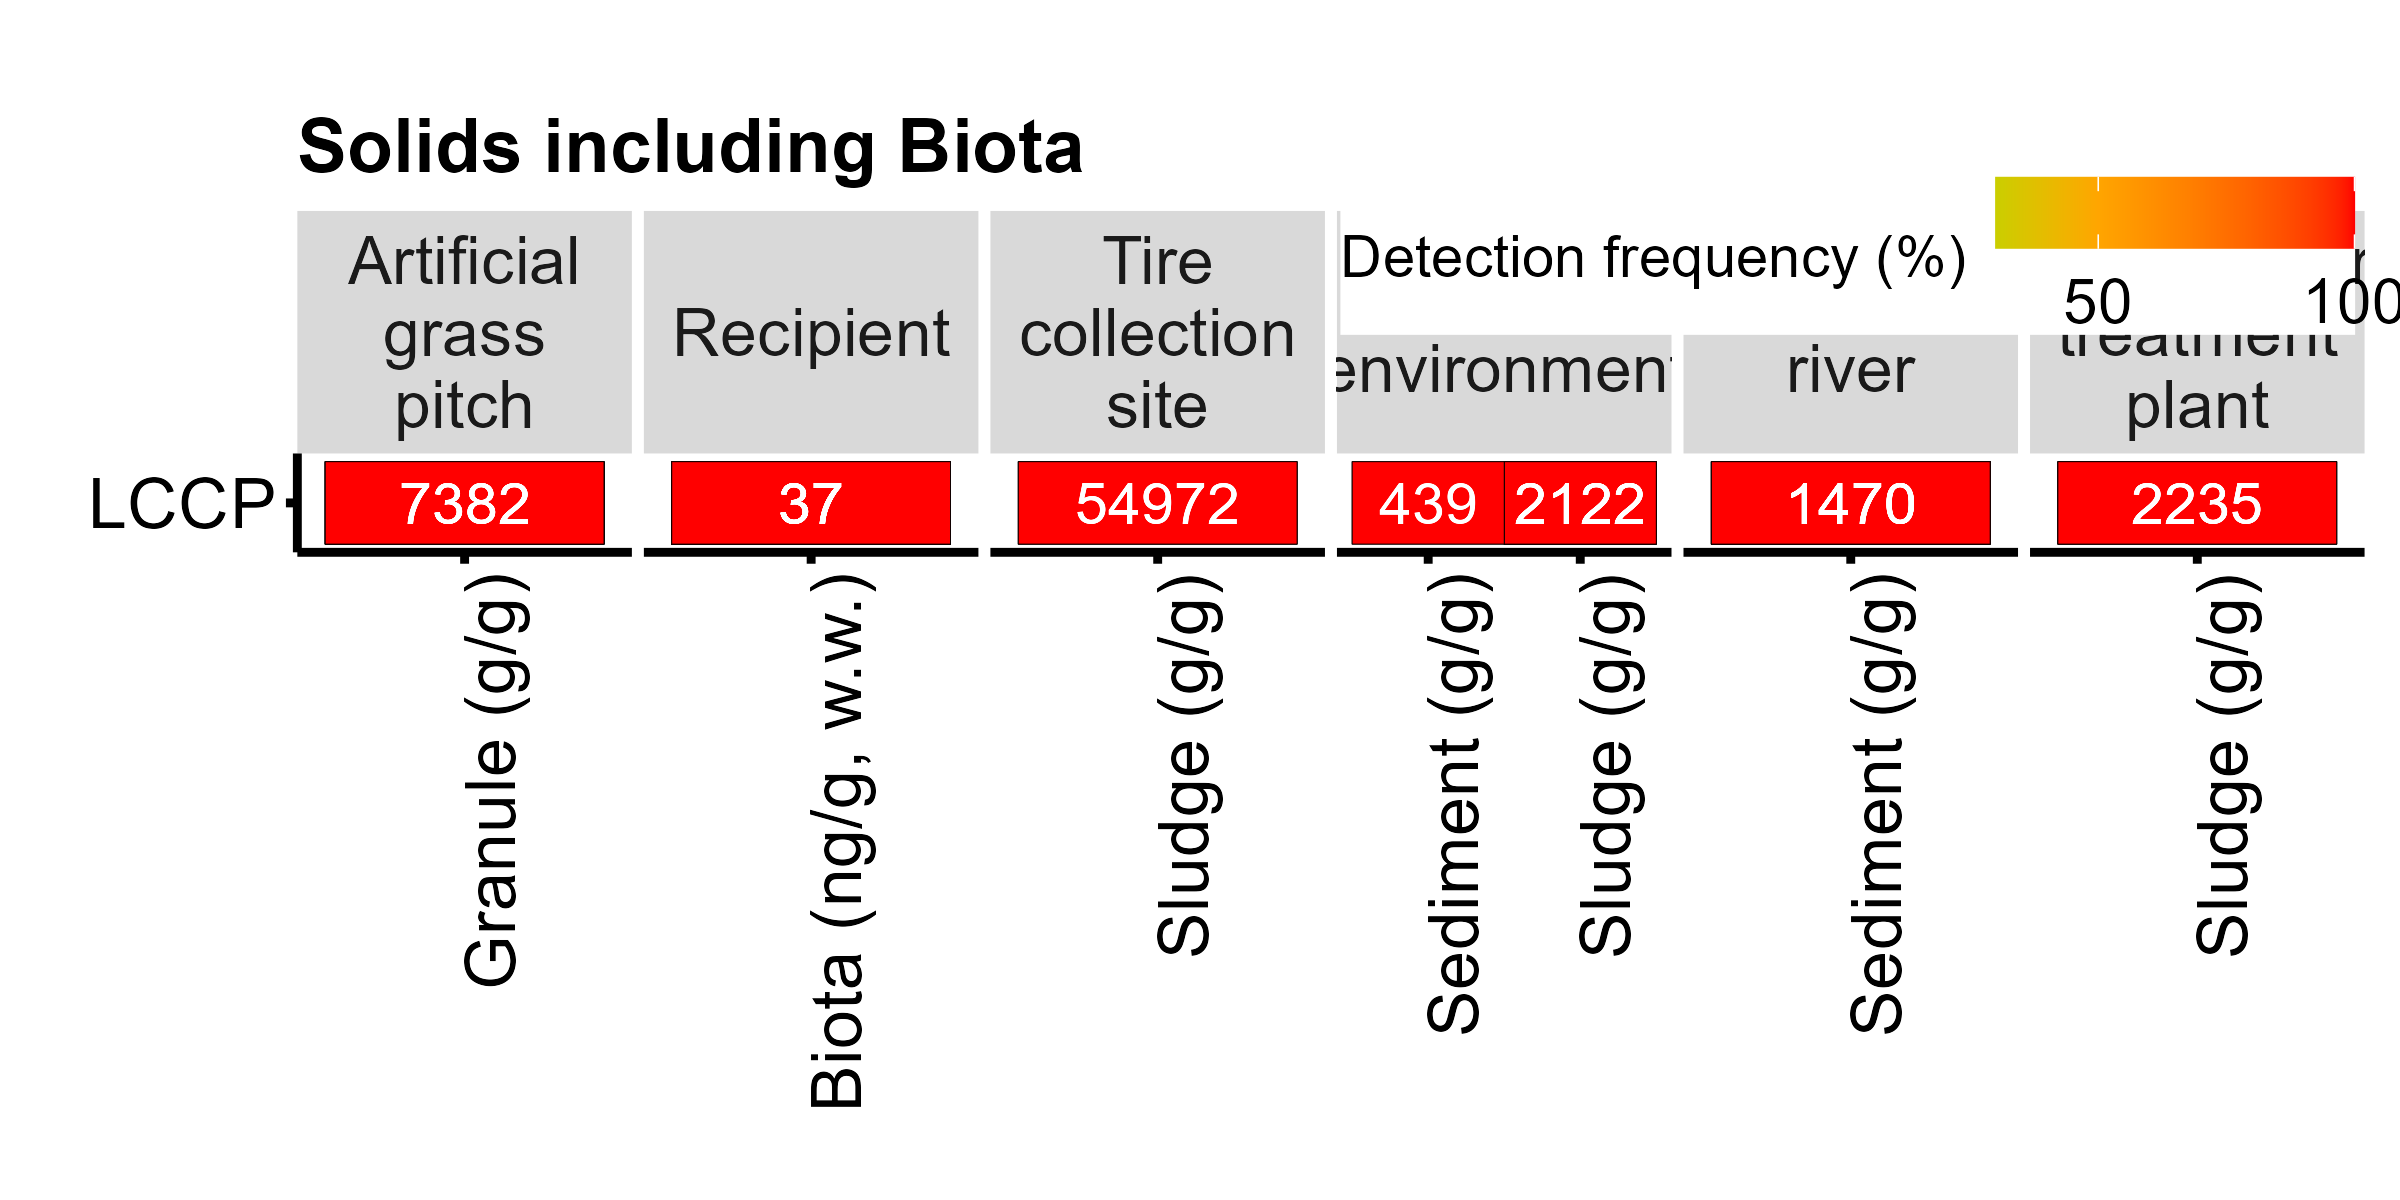 Solids including Biota
Artificial
grass
pitch
Recipient
Tire
collection
site
Detection frequency (%)
50
100
environment
river
treatment
plant
LCCP
7382
37
54972
439
2122
1470
2235
Granule (g/g)
Biota (ng/g, w.w.)
Sludge (g/g)
Sediment (g/g)
Sludge (g/g)
Sediment (g/g)
Sludge (g/g)